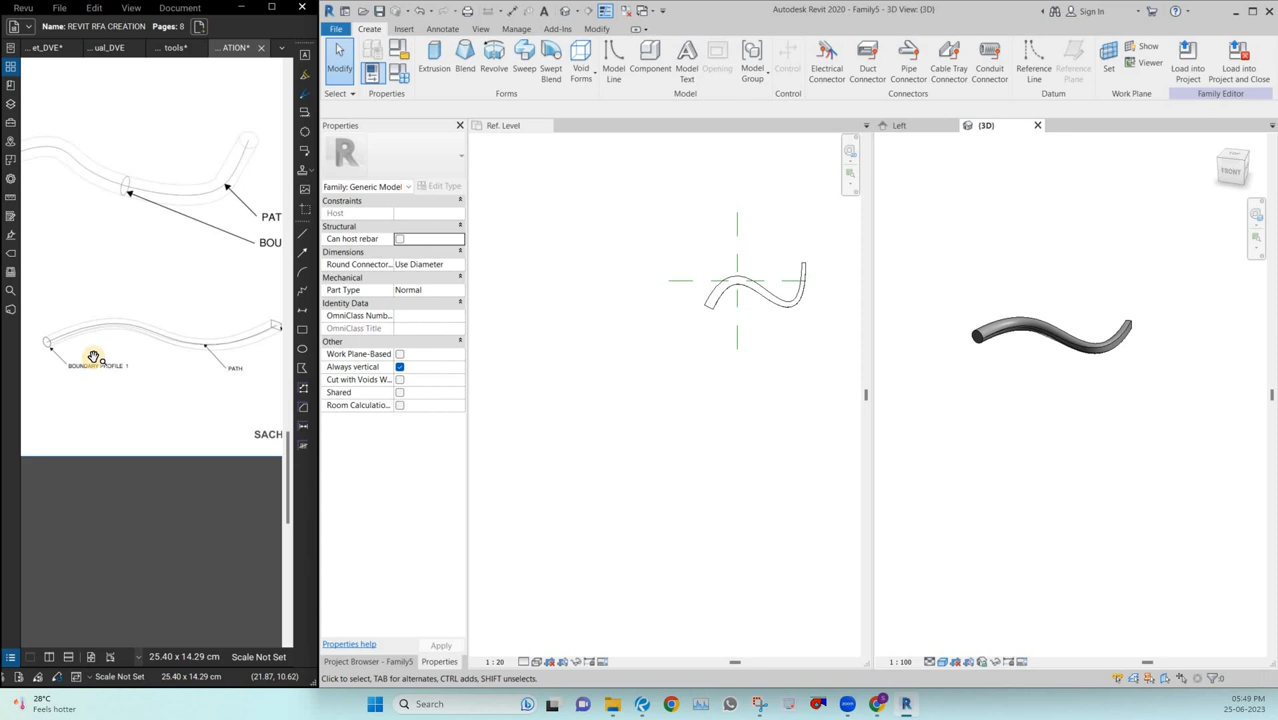 Revu File Edit View Document
REVIT RFA CREATION Pages: 8
...et_DVE* ...ual_DVE ... tools* ...ATION*
PAT
BOU
BOUNDARY PROFILE 1
PATH
SACH
25.40 x 14.29 cm Scale Not Set
Scale Not Set 25.40 x 14.29 cm (21.87, 10.62)
Autodesk Revit 2020 - Family5 - 3D View: {3D}
Sign In
File Create Insert Annotate View Manage Add-Ins Modify
Modify
Extrusion Blend Revolve Sweep Swept Blend Void Forms
Model Line Component Model Text Opening Model Group
Control
Electrical Connector Duct Connector Pipe Connector Cable Tray Connector Conduit Connector
Reference Line Reference Plane
Set Show Viewer
Load into Project Load into Project and Close
Select Properties Forms Model Control Connectors Datum Work Plane Family Editor
Properties
Ref. Level
Left
{3D}
FRONT
Family: Generic Model Edit Type
Constraints
Host
Structural
Can host rebar
Dimensions
Round Connector... Use Diameter
Mechanical
Part Type Normal
Identity Data
OmniClass Numb...
OmniClass Title
Other
Work Plane-Based
Always vertical
Cut with Voids W...
Shared
Room Calculatio...
Properties help Apply
Project Browser - Family5 Properties
1 : 20
1 : 100
Click to select, TAB for alternates, CTRL adds, SHIFT unselects.
:0
28°C
Feels hotter
Search
05:49 PM
25-06-2023